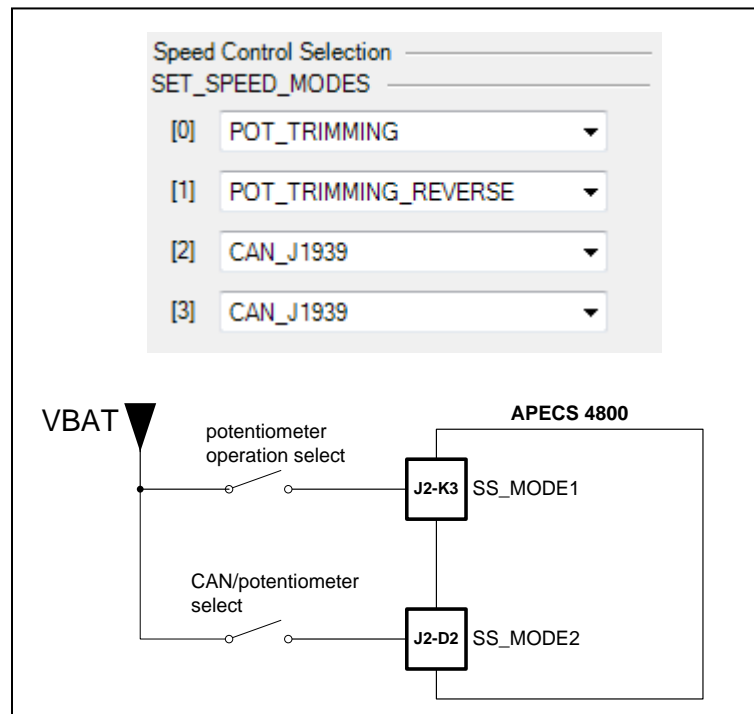 Speed Control Selection
SET_SPEED_MODES
[0] POT_TRIMMING
[1] POT_TRIMMING_REVERSE
[2] CAN_J1939
[3] CAN_J1939
VBAT
APECS 4800
potentiometer
operation select
J2-K3 SS_MODE1
CAN/potentiometer
select
J2-D2 SS_MODE2